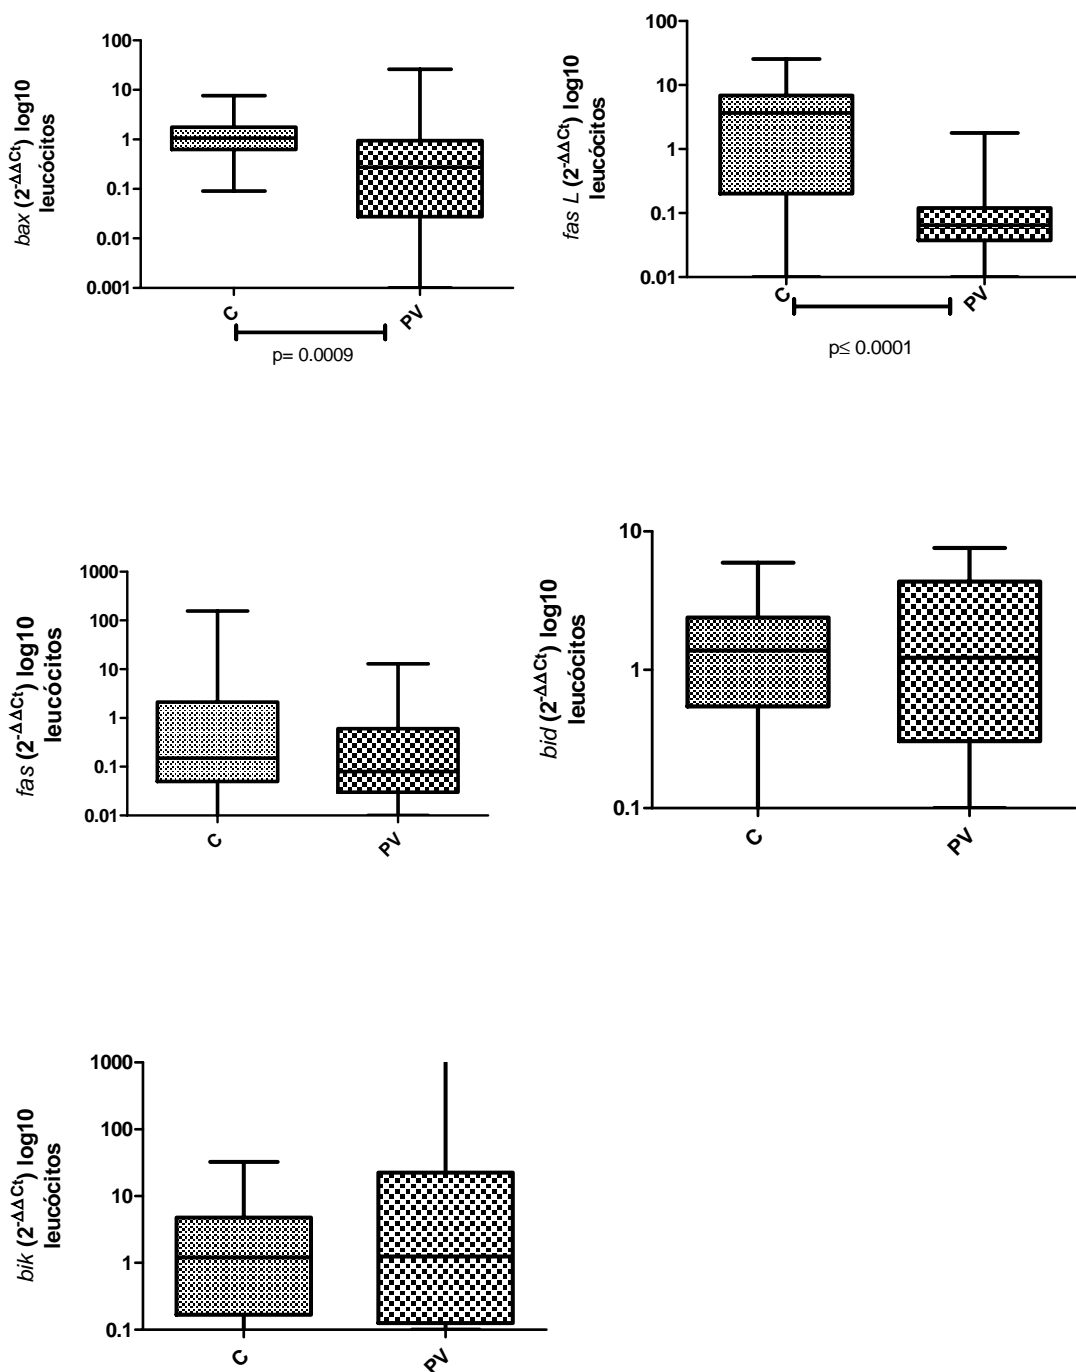 bax (2^-ΔΔCt) log10
leucócitos
100
10
1
0.1
0.01
0.001
C
PV
p= 0.0009
fas L (2^-ΔΔCt) log10
leucócitos
100
10
1
0.1
0.01
C
PV
p≤ 0.0001
fas (2^-ΔΔCt) log10
leucócitos
1000
100
10
1
0.1
0.01
C
PV
bid (2^-ΔΔCt) log10
leucócitos
10
1
0.1
C
PV
bik (2^-ΔΔCt) log10
leucócitos
1000
100
10
1
0.1
C
PV